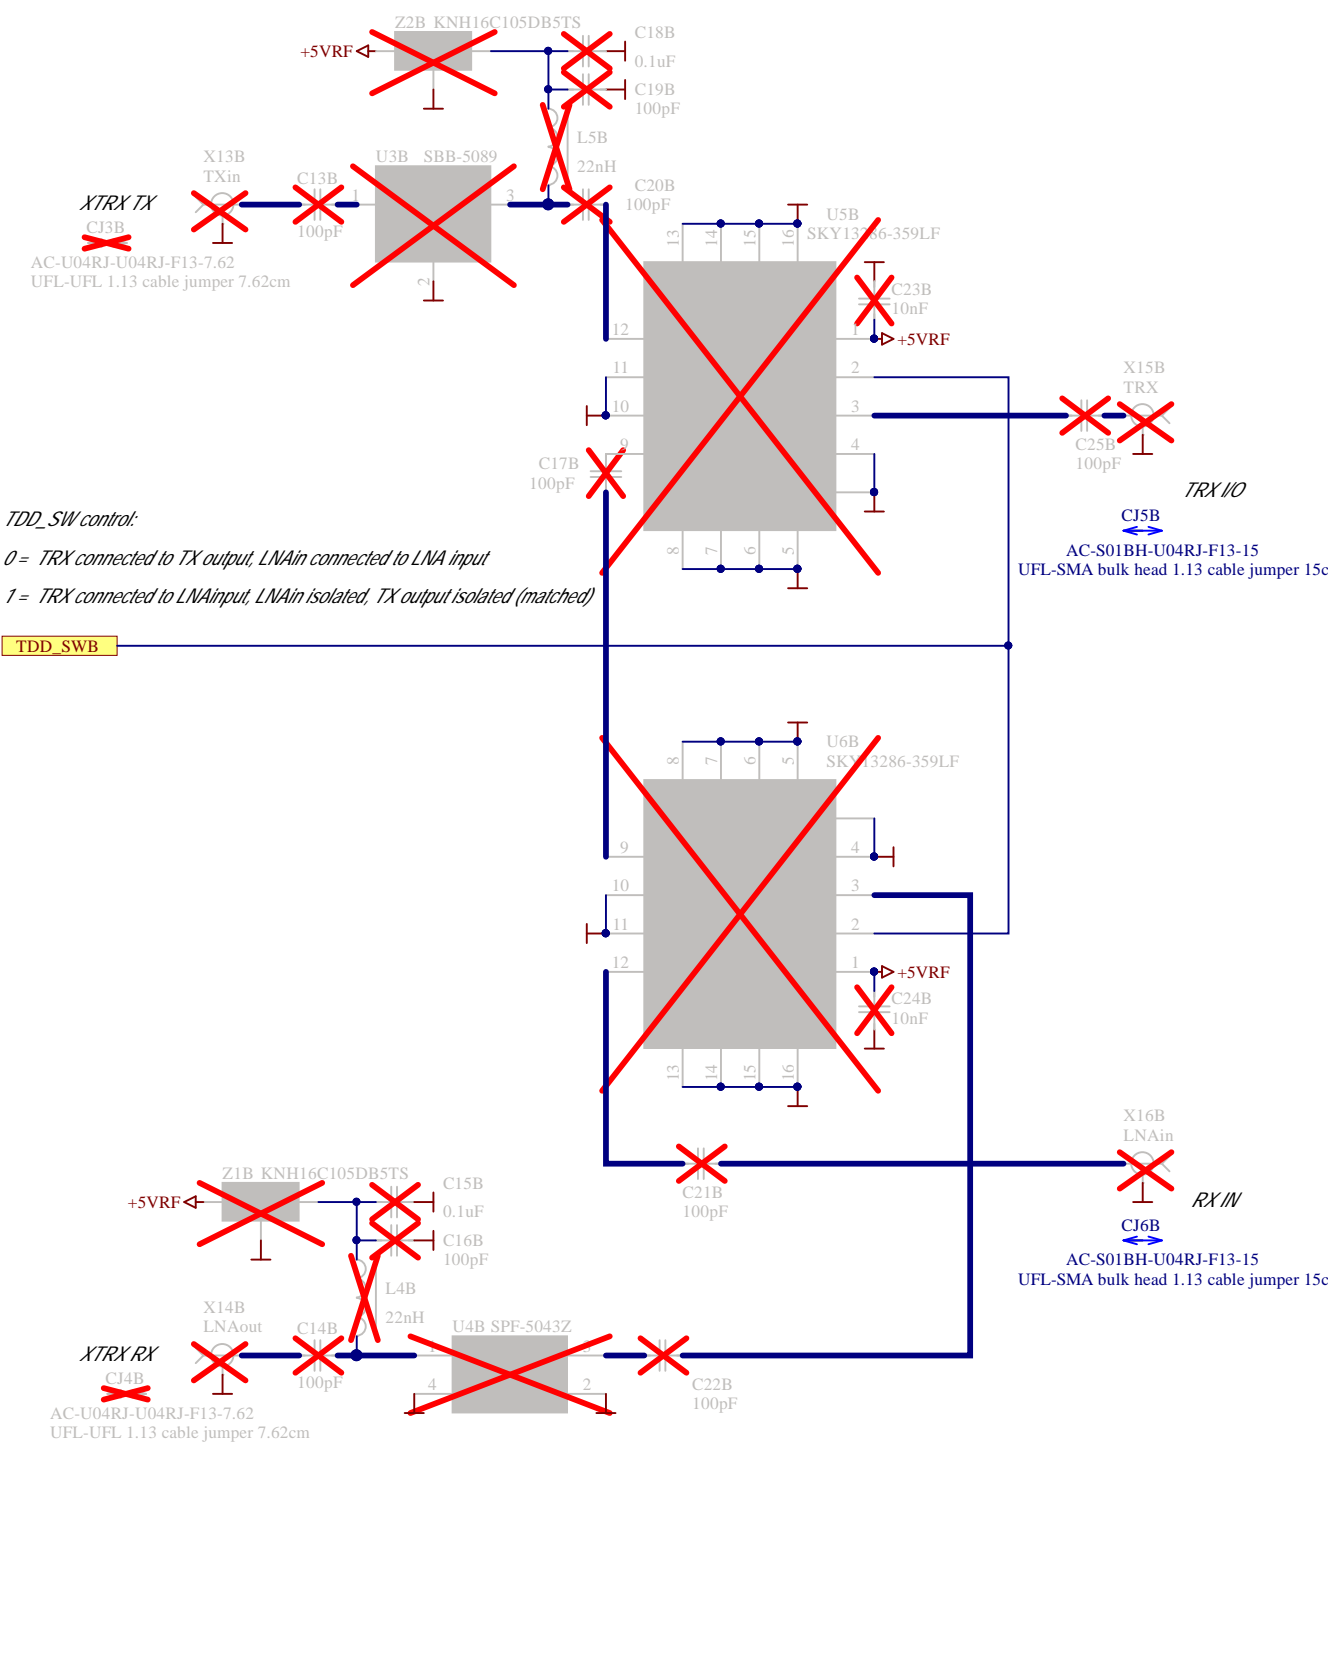 Z2B KNH16C105DB5TS
+5VRF
C18B
0.1uF
C19B
100pF
L5B
22nH
X13B
TXin
C13B
100pF
U3B SBB-5089
1
3
2
C20B
100pF
XTRX TX
CJ3B
AC-U04RJ-U04RJ-F13-7.62
UFL-UFL 1.13 cable jumper 7.62cm
U5B
SKY13286-359LF
13
14
15
16
C23B
10nF
12
1
+5VRF
11
2
10
3
9
4
C17B
100pF
8
7
6
5
X15B
TRX
C25B
100pF
TRX I/O
CJ5B
AC-S01BH-U04RJ-F13-15
UFL-SMA bulk head 1.13 cable jumper 15c
TDD_SW control:
0 = TRX connected to TX output, LNAin connected to LNA input
1 = TRX connected to LNAinput, LNAin isolated, TX output isolated (matched)
TDD_SWB
U6B
SKY13286-359LF
8
7
6
5
9
4
10
3
11
2
12
1
+5VRF
C24B
10nF
13
14
15
16
X16B
LNAin
C21B
100pF
RX IN
CJ6B
AC-S01BH-U04RJ-F13-15
UFL-SMA bulk head 1.13 cable jumper 15c
Z1B KNH16C105DB5TS
+5VRF
C15B
0.1uF
C16B
100pF
L4B
22nH
X14B
LNAout
C14B
100pF
U4B SPF-5043Z
1
3
4
2
C22B
100pF
XTRX RX
CJ4B
AC-U04RJ-U04RJ-F13-7.62
UFL-UFL 1.13 cable jumper 7.62cm